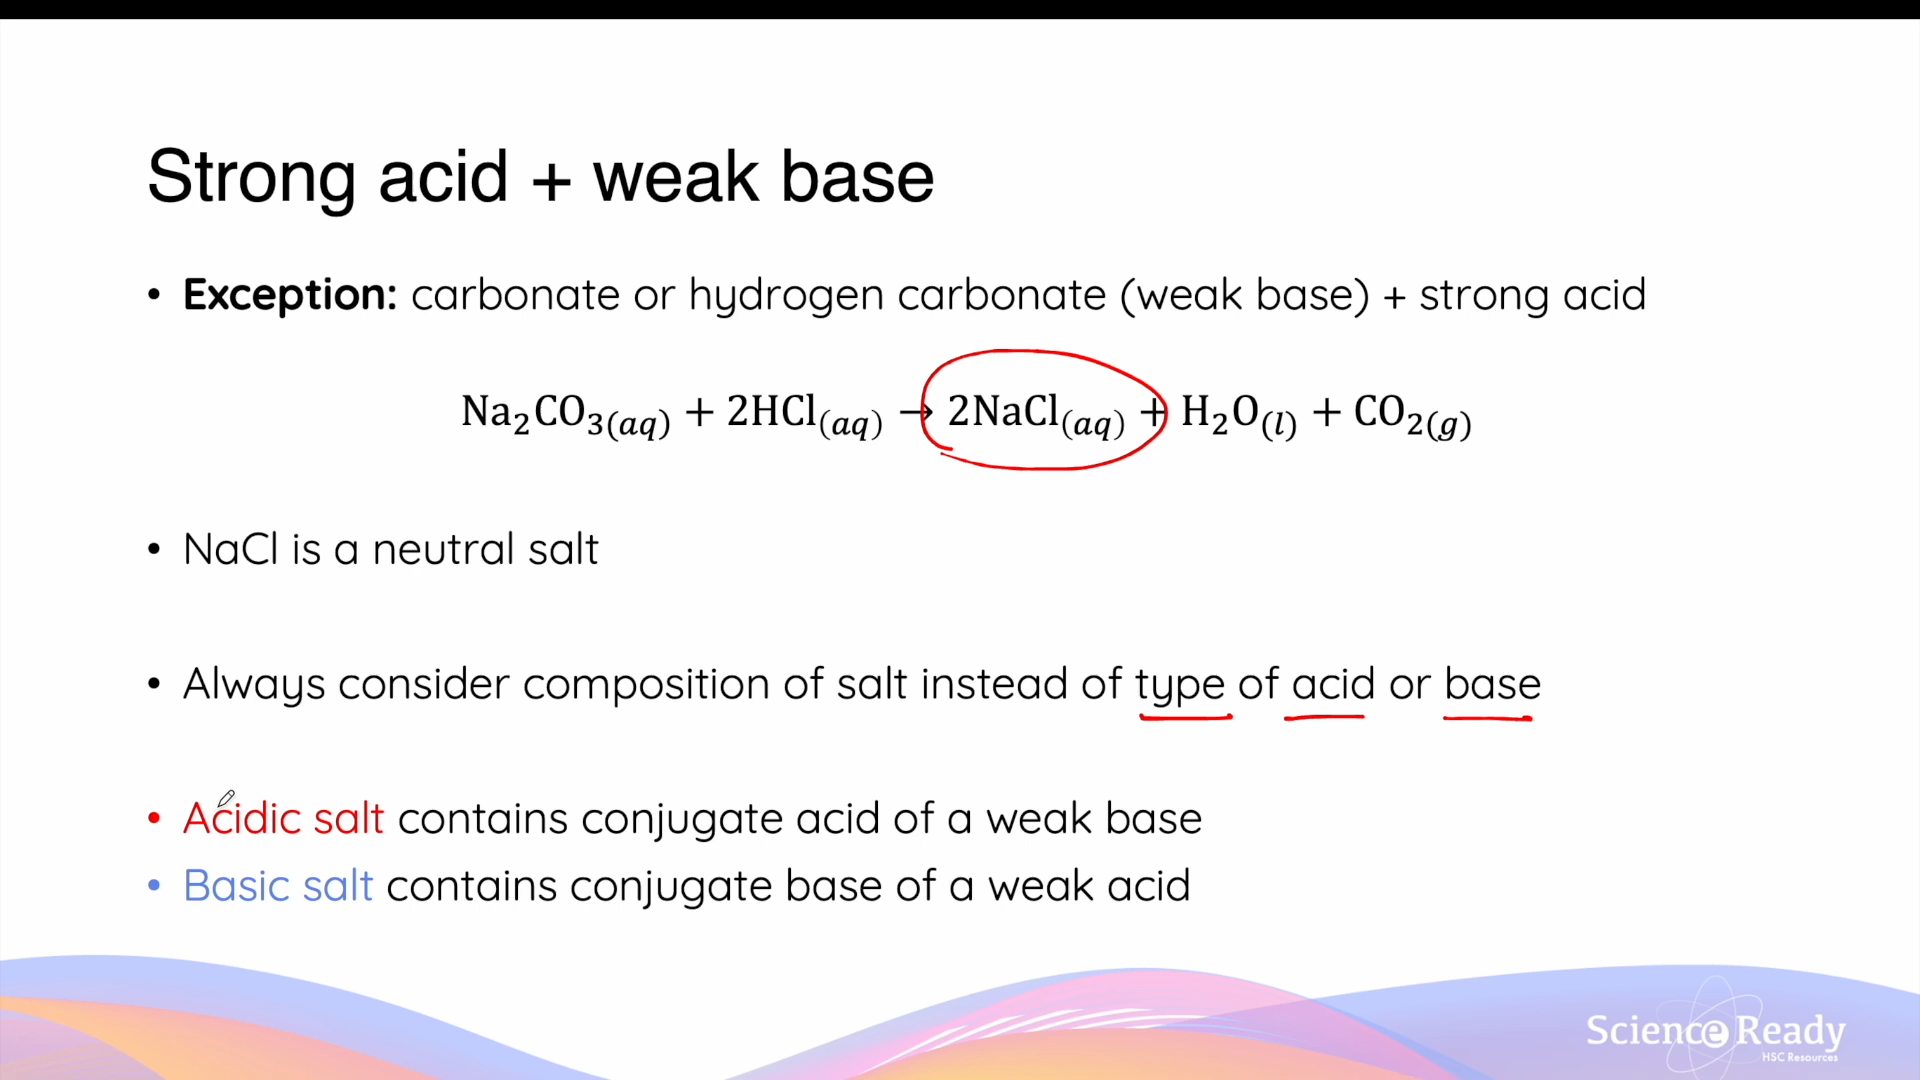 Strong acid + weak base
• Exception: carbonate or hydrogen carbonate (weak base) + strong acid
Na₂CO₃(aq) + 2HCl(aq) → 2NaCl(aq) + H₂O(l) + CO₂(g)
• NaCl is a neutral salt
• Always consider composition of salt instead of type of acid or base
• Acidic salt contains conjugate acid of a weak base
• Basic salt contains conjugate base of a weak acid
Science Ready
HSC Resources